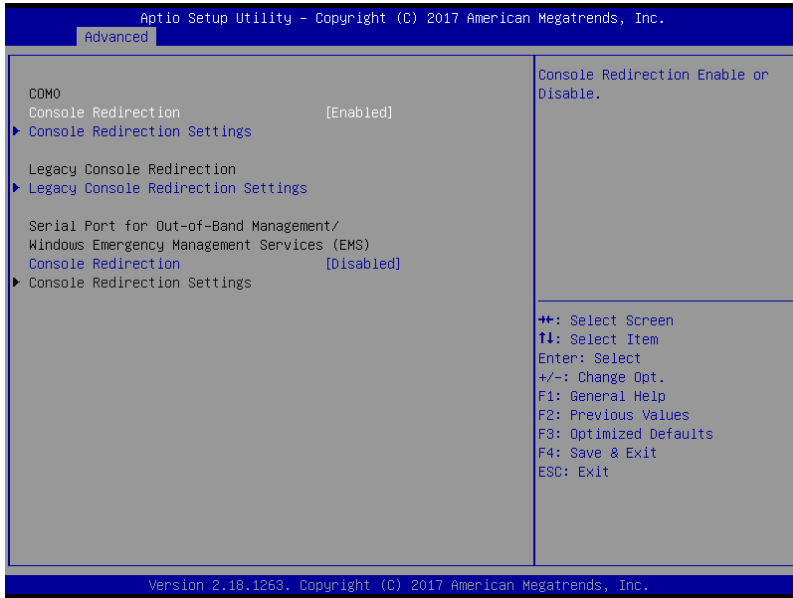 Aptio Setup Utility – Copyright (C) 2017 American Megatrends, Inc.
Advanced
COM0
Console Redirection [Enabled]
Console Redirection Settings
Legacy Console Redirection
Legacy Console Redirection Settings
Serial Port for Out-of-Band Management/
Windows Emergency Management Services (EMS)
Console Redirection [Disabled]
Console Redirection Settings
Console Redirection Enable or
Disable.
→←: Select Screen
↑↓: Select Item
Enter: Select
+/-: Change Opt.
F1: General Help
F2: Previous Values
F3: Optimized Defaults
F4: Save & Exit
ESC: Exit
Version 2.18.1263. Copyright (C) 2017 American Megatrends, Inc.